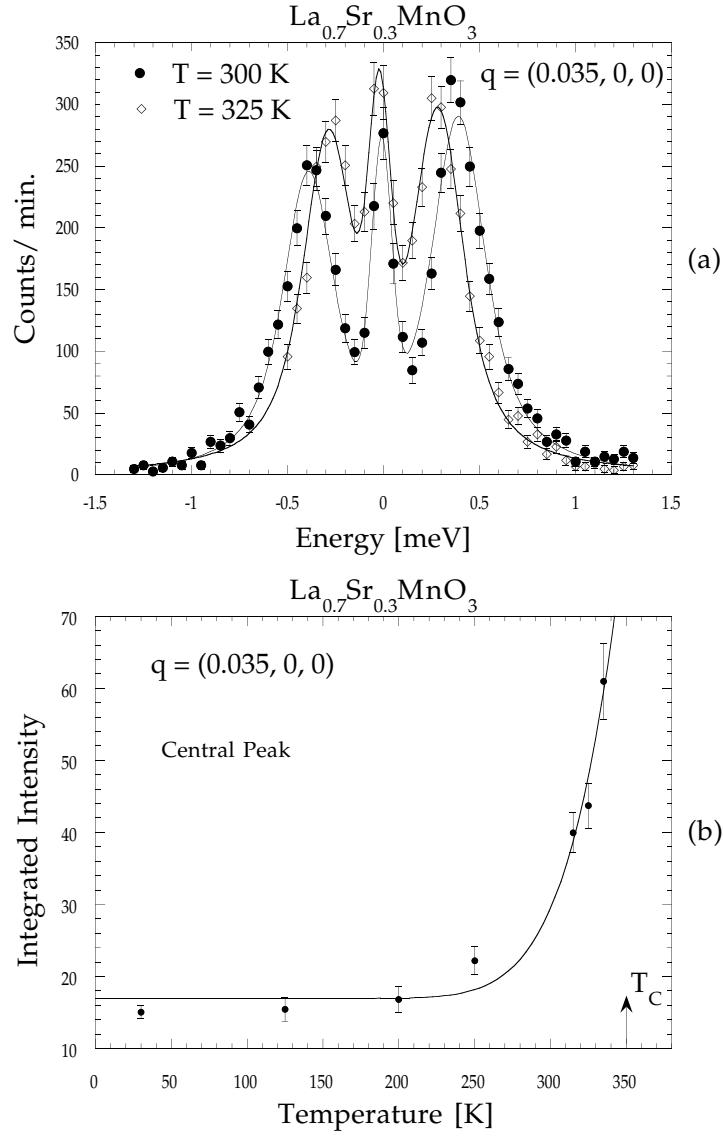 La0.7Sr0.3MnO3
350
300
250
200
150
100
50
0
T = 300 K
T = 325 K
q = (0.035, 0, 0)
Counts/ min.
(a)
-1.5 -1 -0.5 0 0.5 1 1.5
Energy [meV]
La0.7Sr0.3MnO3
70
60
50
40
30
20
10
q = (0.035, 0, 0)
Central Peak
Integrated Intensity
(b)
TC
0 50 100 150 200 250 300 350
Temperature [K]